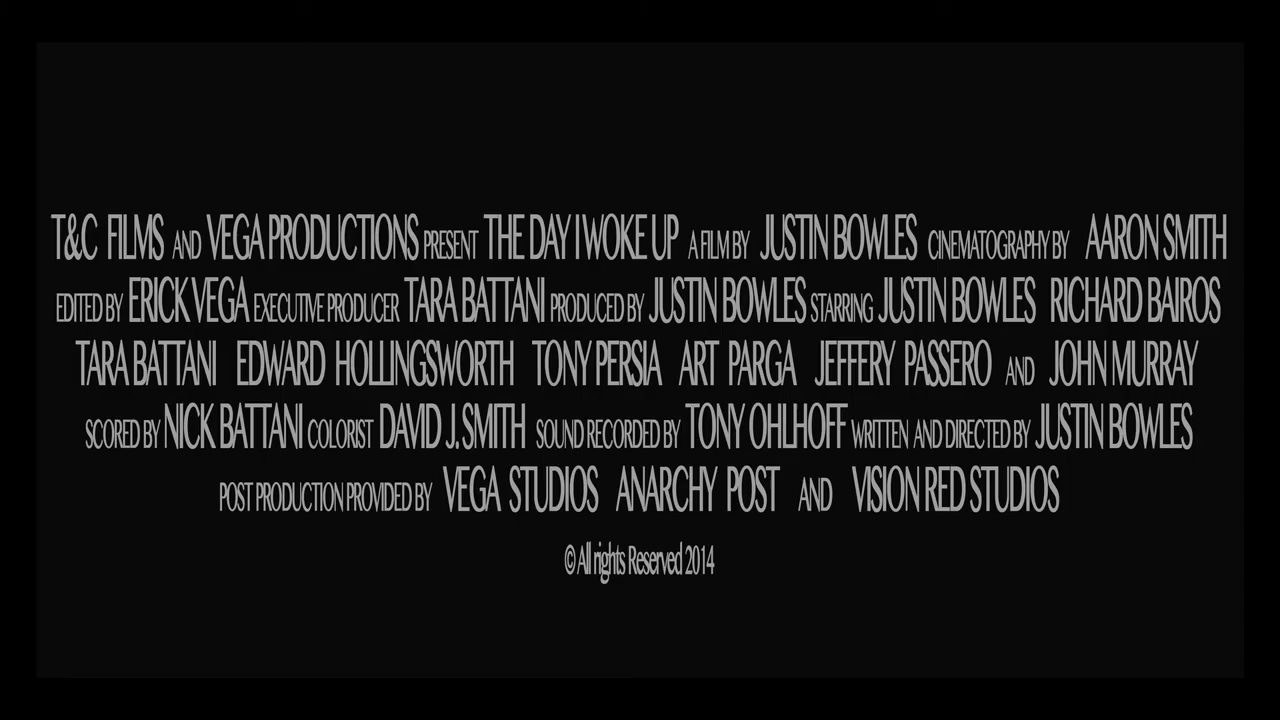 T&C FILMS AND VEGA PRODUCTIONS PRESENT THE DAY I WOKE UP A FILM BY JUSTIN BOWLES CINEMATOGRAPHY BY AARON SMITH
EDITED BY ERICK VEGA EXECUTIVE PRODUCER TARA BATTANI PRODUCED BY JUSTIN BOWLES STARRING JUSTIN BOWLES RICHARD BAIROS
TARA BATTANI EDWARD HOLLINGSWORTH TONY PERSIA ART PARGA JEFFERY PASSERO AND JOHN MURRAY
SCORED BY NICK BATTANI COLORIST DAVID J. SMITH SOUND RECORDED BY TONY OHLHOFF WRITTEN AND DIRECTED BY JUSTIN BOWLES
POST PRODUCTION PROVIDED BY VEGA STUDIOS ANARCHY POST AND VISION RED STUDIOS
© All rights Reserved 2014